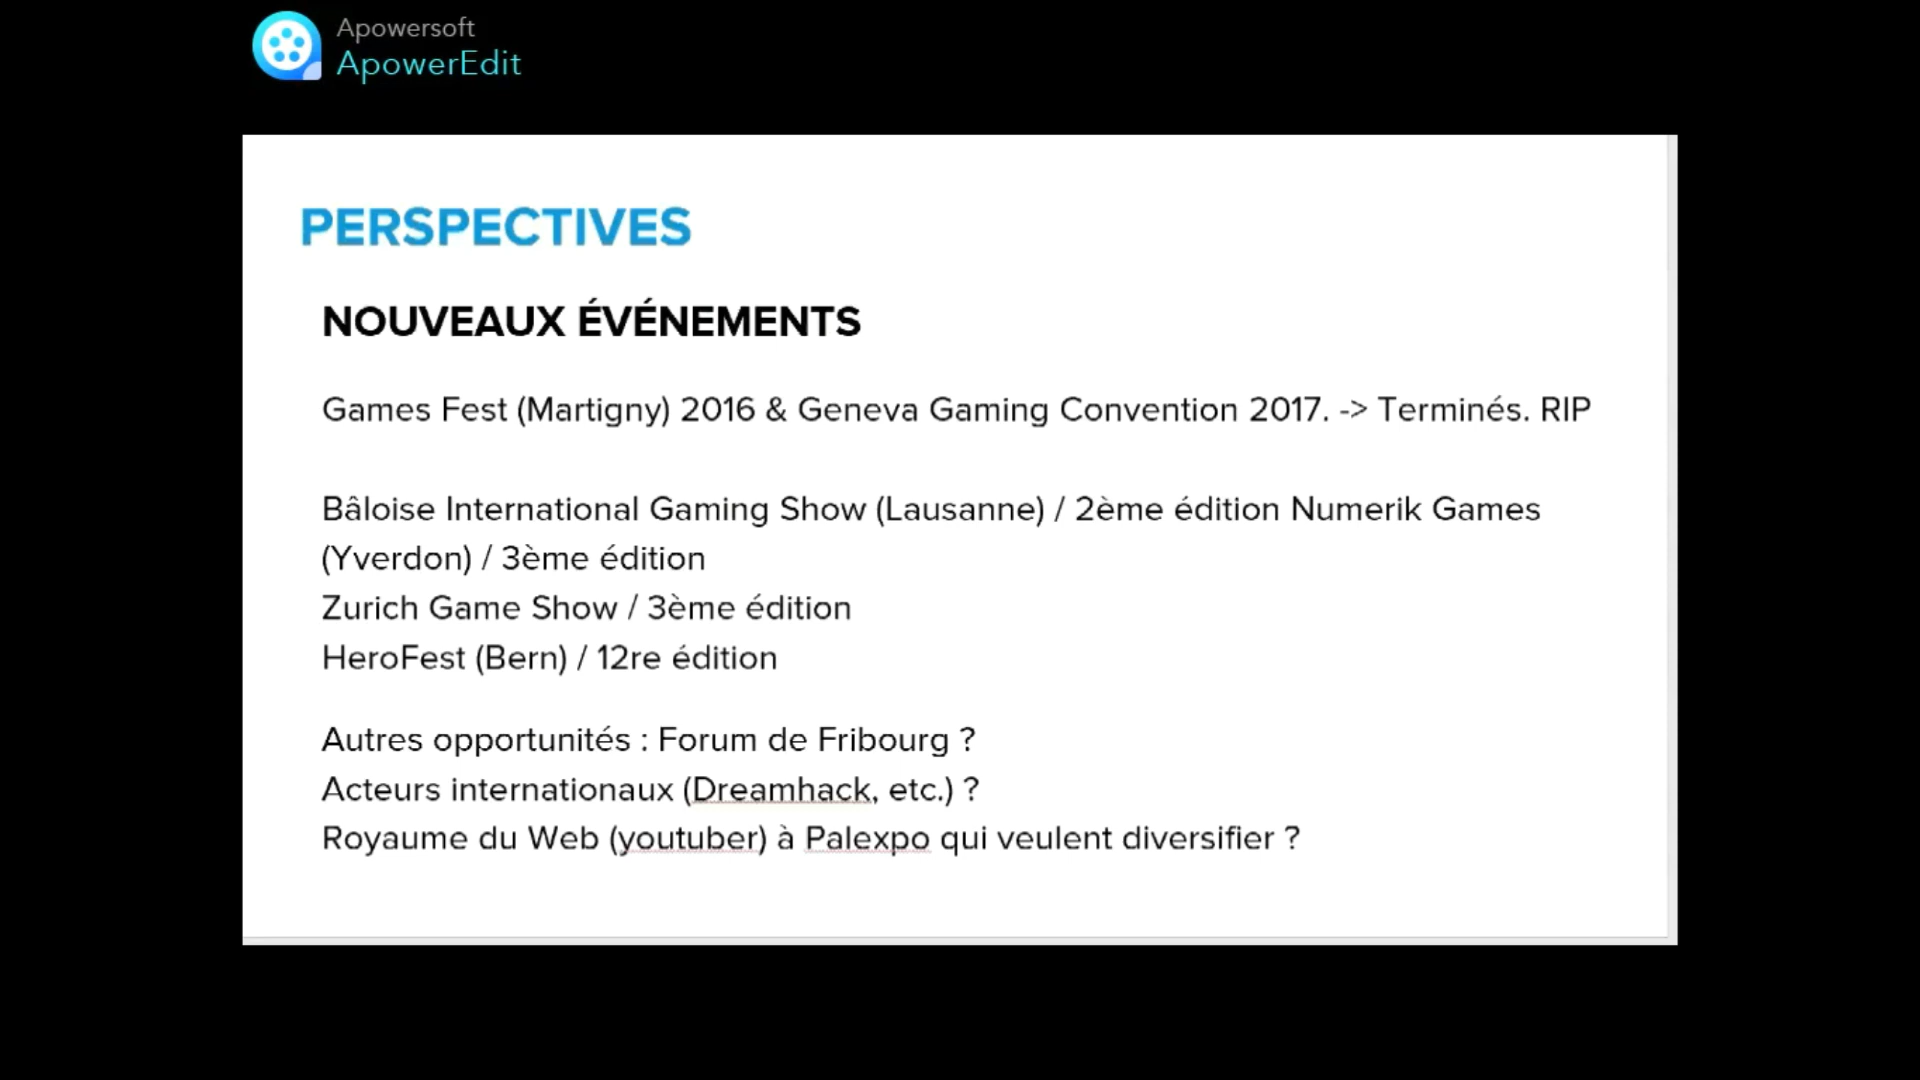 Apowersoft
ApowerEdit
PERSPECTIVES
NOUVEAUX ÉVÉNEMENTS
Games Fest (Martigny) 2016 & Geneva Gaming Convention 2017. -> Terminés. RIP
Bâloise International Gaming Show (Lausanne) / 2ème édition Numerik Games
(Yverdon) / 3ème édition
Zurich Game Show / 3ème édition
HeroFest (Bern) / 12re édition
Autres opportunités : Forum de Fribourg ?
Acteurs internationaux (Dreamhack, etc.) ?
Royaume du Web (youtuber) à Palexpo qui veulent diversifier ?